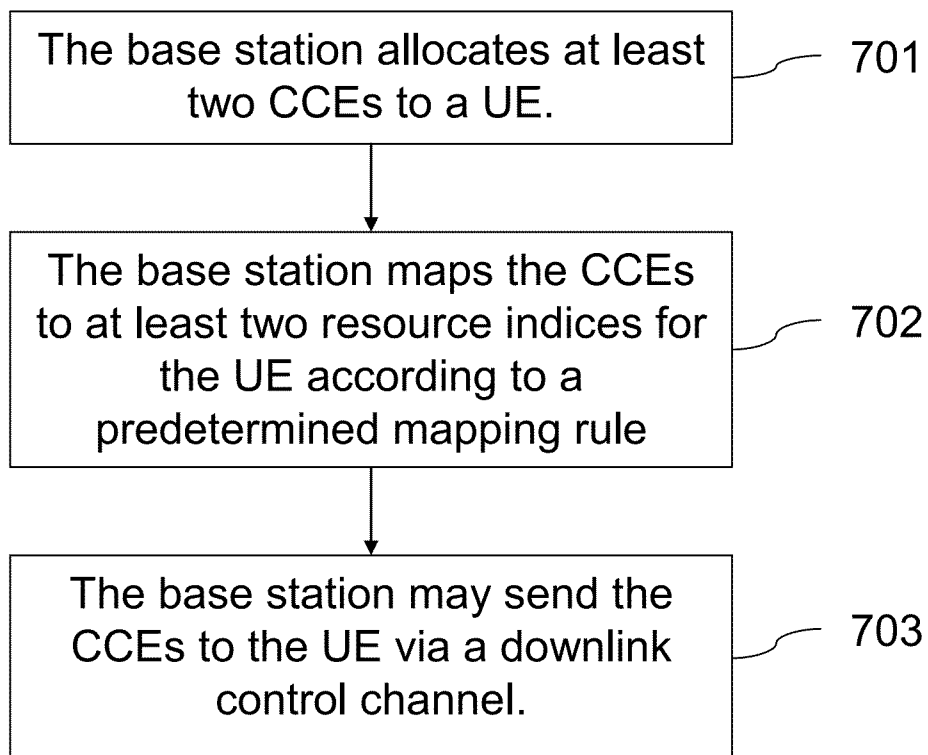 The base station allocates at least
two CCEs to a UE.
701
The base station maps the CCEs
to at least two resource indices for
the UE according to a
predetermined mapping rule
702
The base station may send the
CCEs to the UE via a downlink
control channel.
703